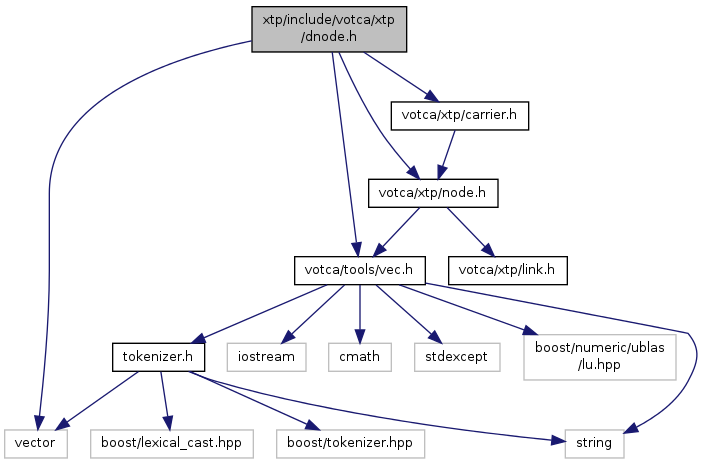 xtp/include/votca/xtp
/dnode.h
votca/xtp/carrier.h
votca/xtp/node.h
votca/tools/vec.h
votca/xtp/link.h
tokenizer.h
iostream
cmath
stdexcept
boost/numeric/ublas
/lu.hpp
vector
boost/lexical_cast.hpp
boost/tokenizer.hpp
string